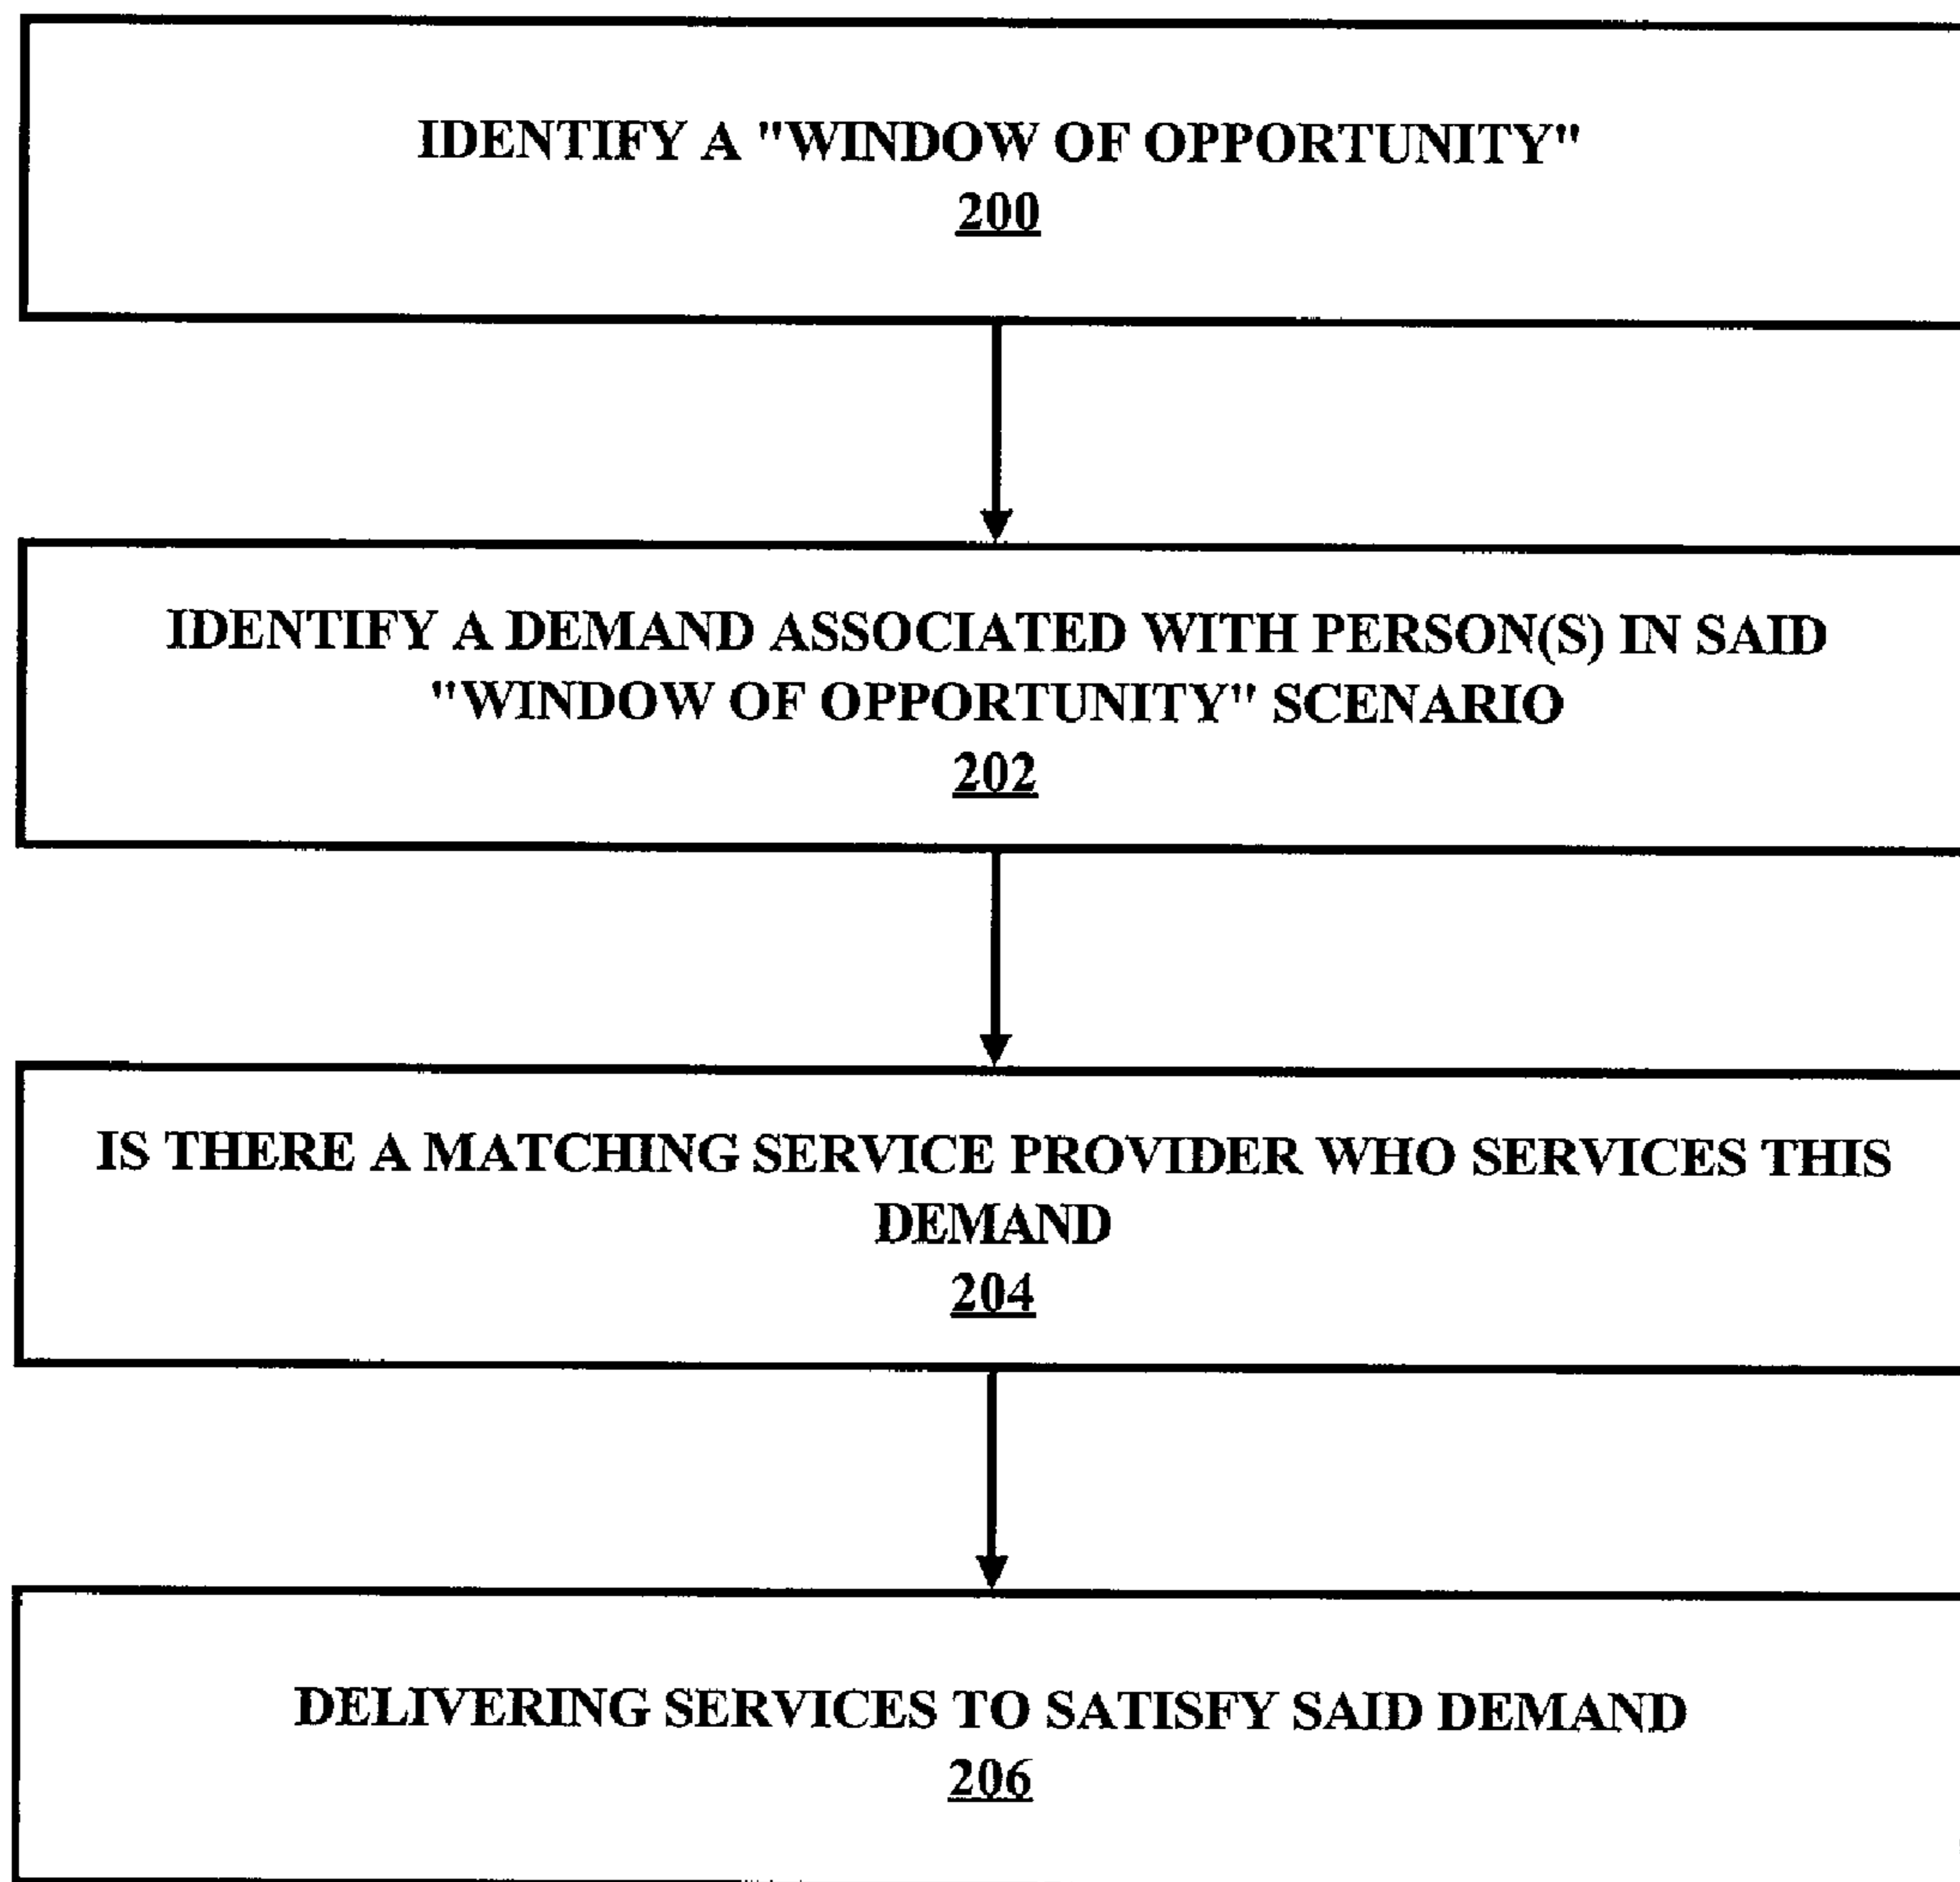 IDENTIFY A "WINDOW OF OPPORTUNITY"
200
IDENTIFY A DEMAND ASSOCIATED WITH PERSON(S) IN SAID
"WINDOW OF OPPORTUNITY" SCENARIO
202
IS THERE A MATCHING SERVICE PROVIDER WHO SERVICES THIS
DEMAND
204
DELIVERING SERVICES TO SATISFY SAID DEMAND
206